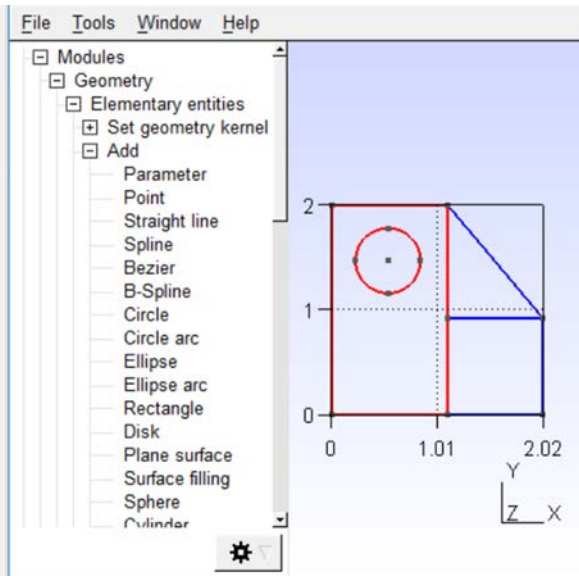 File Tools Window Help
Modules
Geometry
Elementary entities
Set geometry kernel
Add
Parameter
Point
Straight line
Spline
Bezier
B-Spline
Circle
Circle arc
Ellipse
Ellipse arc
Rectangle
Disk
Plane surface
Surface filling
Sphere
Cylinder
2
1
0
0 1.01 2.02
Y
Z X